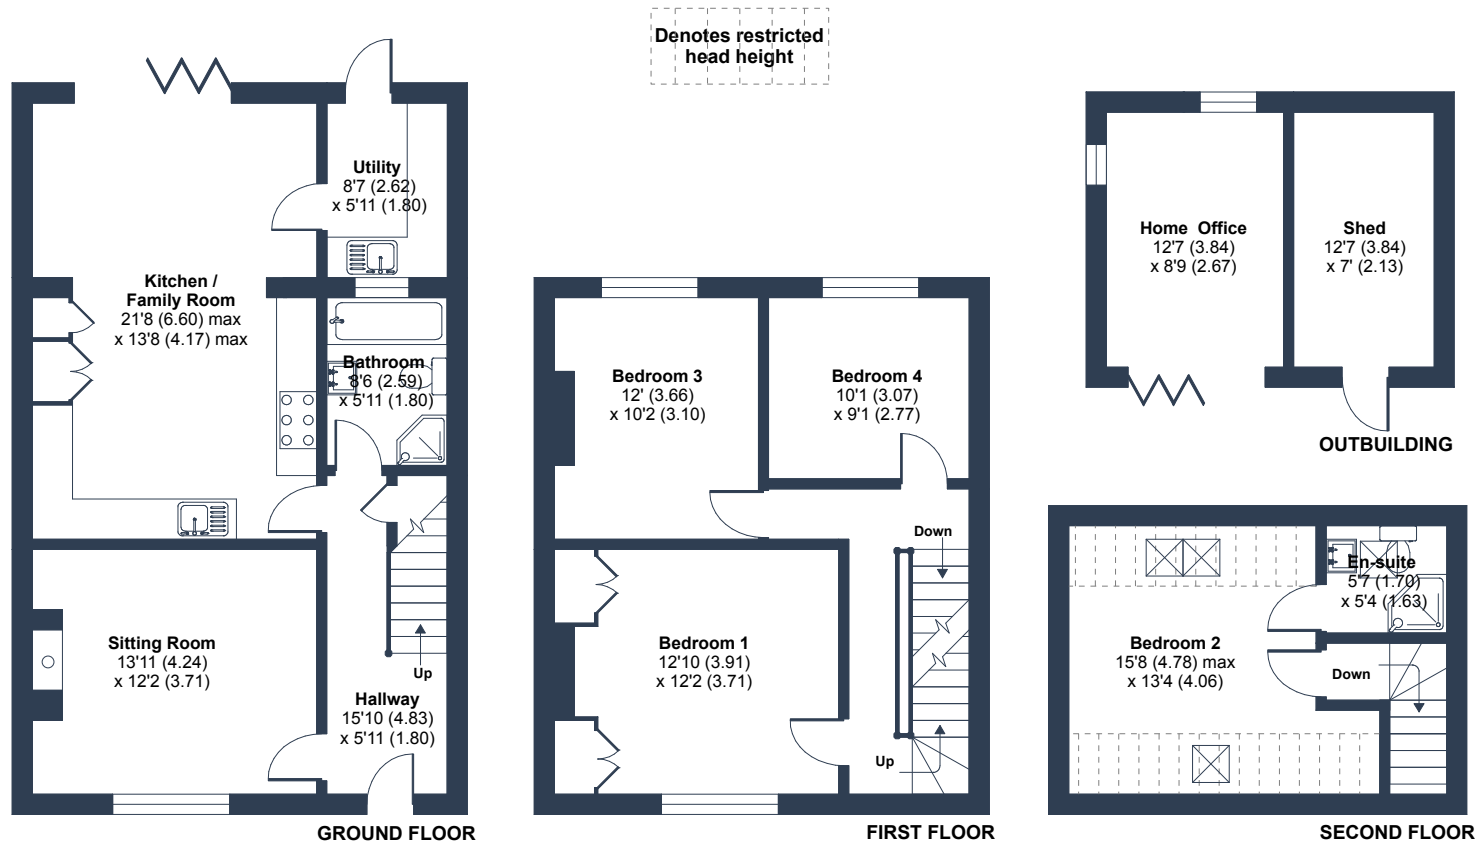 Denotes restricted
head height
Utility
8'7 (2.62)
x 5'11 (1.80)
Kitchen /
Family Room
21'8 (6.60) max
x 13'8 (4.17) max
Bathroom
8'6 (2.59)
x 5'11 (1.80)
Sitting Room
13'11 (4.24)
x 12'2 (3.71)
Up
Hallway
15'10 (4.83)
x 5'11 (1.80)
GROUND FLOOR
Bedroom 3
12' (3.66)
x 10'2 (3.10)
Bedroom 4
10'1 (3.07)
x 9'1 (2.77)
Down
Bedroom 1
12'10 (3.91)
x 12'2 (3.71)
Up
FIRST FLOOR
Home Office
12'7 (3.84)
x 8'9 (2.67)
Shed
12'7 (3.84)
x 7' (2.13)
OUTBUILDING
En-suite
5'7 (1.70)
x 5'4 (1.63)
Bedroom 2
15'8 (4.78) max
x 13'4 (4.06)
Down
SECOND FLOOR